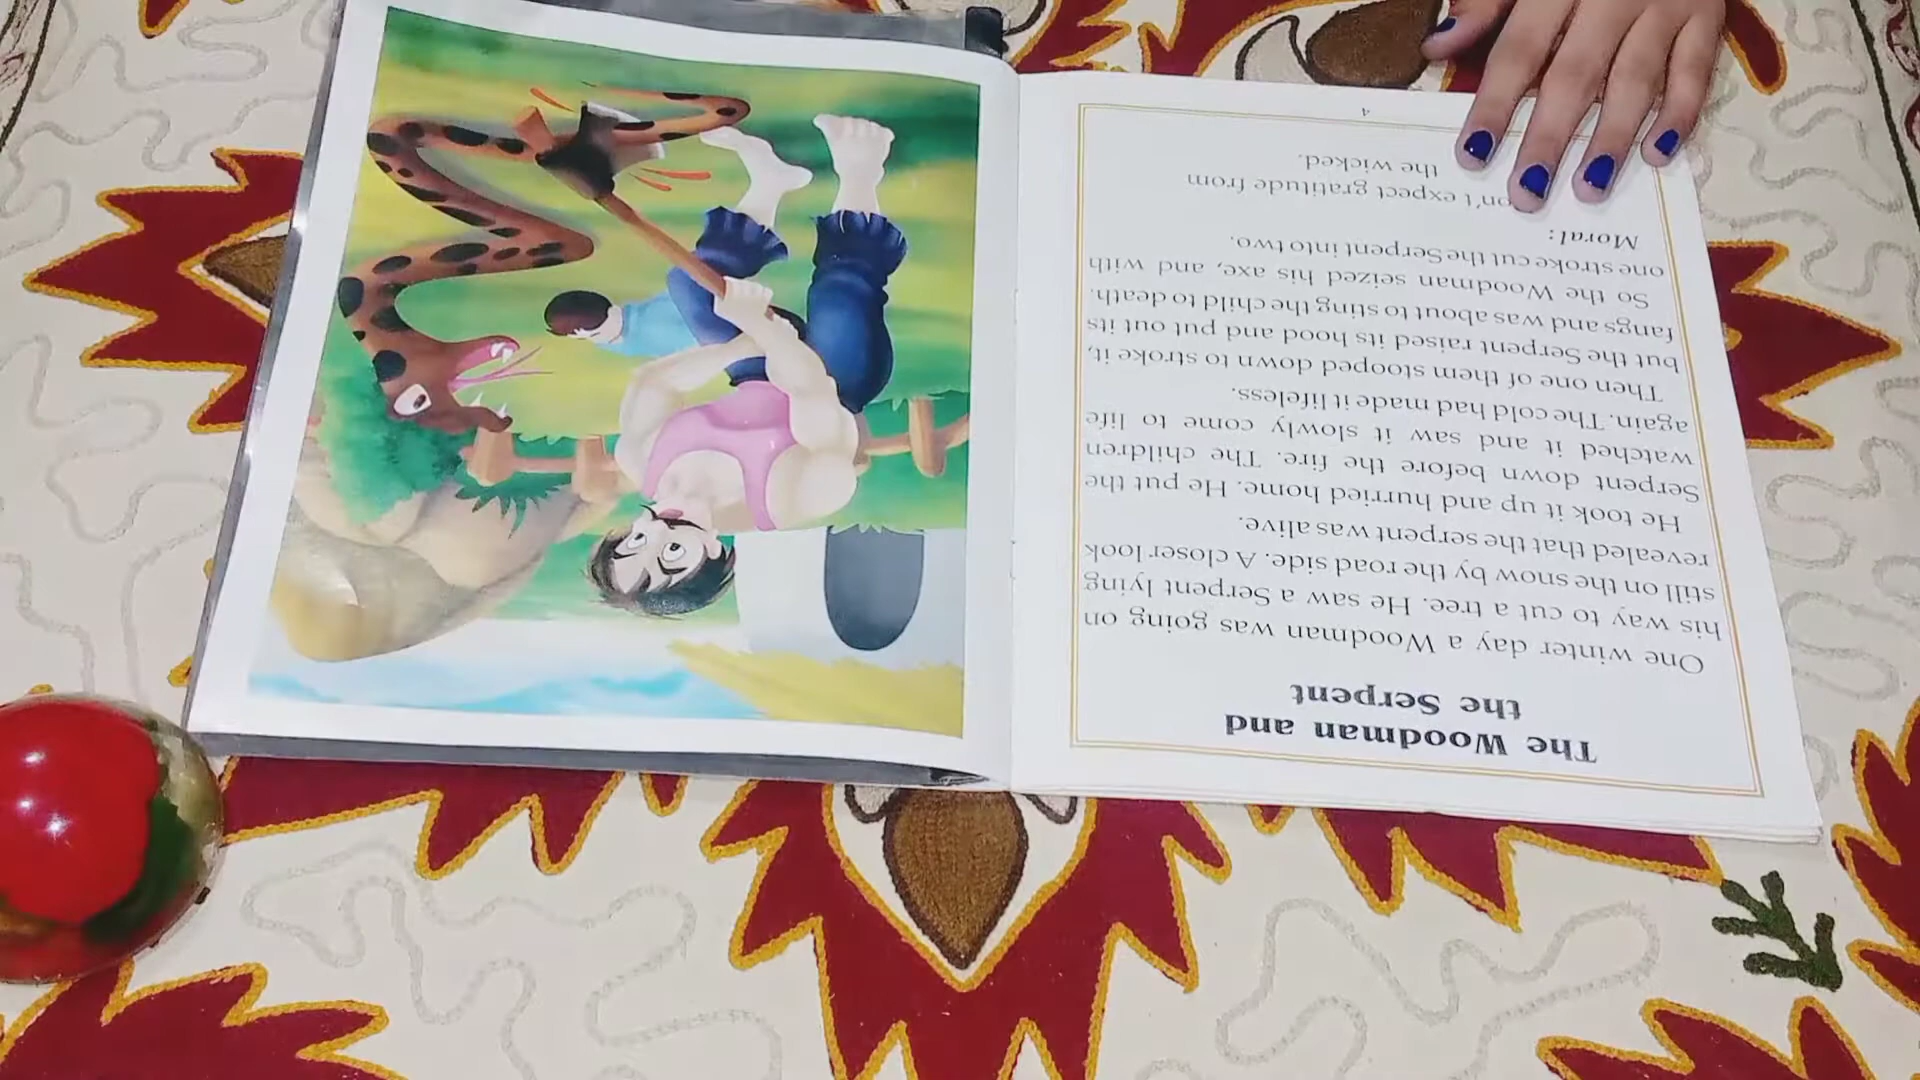 The Woodman and
the Serpent
One winter day a Woodman was going on
his way to cut a tree. He saw a Serpent lying
still on the snow by the road side. A closer look
revealed that the serpent was alive.
He took it up and hurried home. He put the
Serpent down before the fire. The children
watched it and saw it slowly come to life
again. The cold had made it lifeless.
Then one of them stooped down to stroke it,
but the Serpent raised its hood and put out its
fangs and was about to sting the child to death.
So the Woodman seized his axe, and with
one stroke cut the Serpent into two.
Moral:
expect gratitude from
the wicked.
4